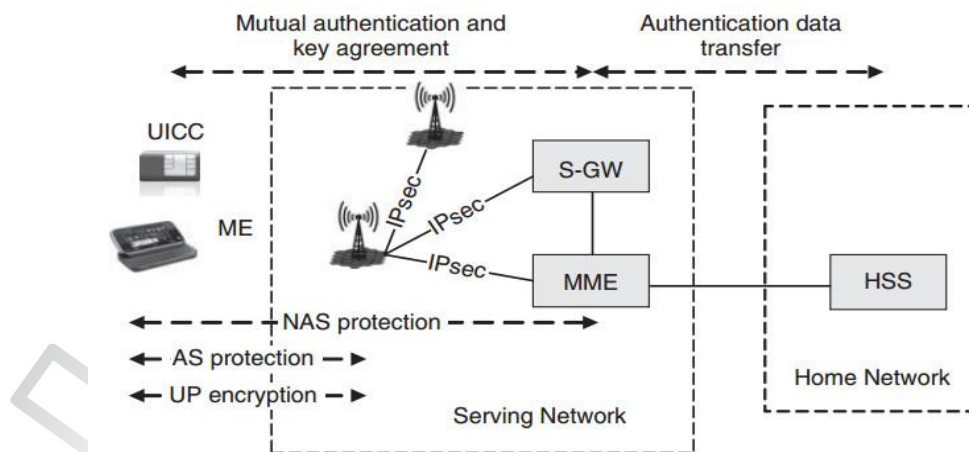 Mutual authentication and
key agreement
Authentication data
transfer
UICC
ME
IPsec
IPsec
IPsec
S-GW
MME
HSS
NAS protection
AS protection
UP encryption
Serving Network
Home Network